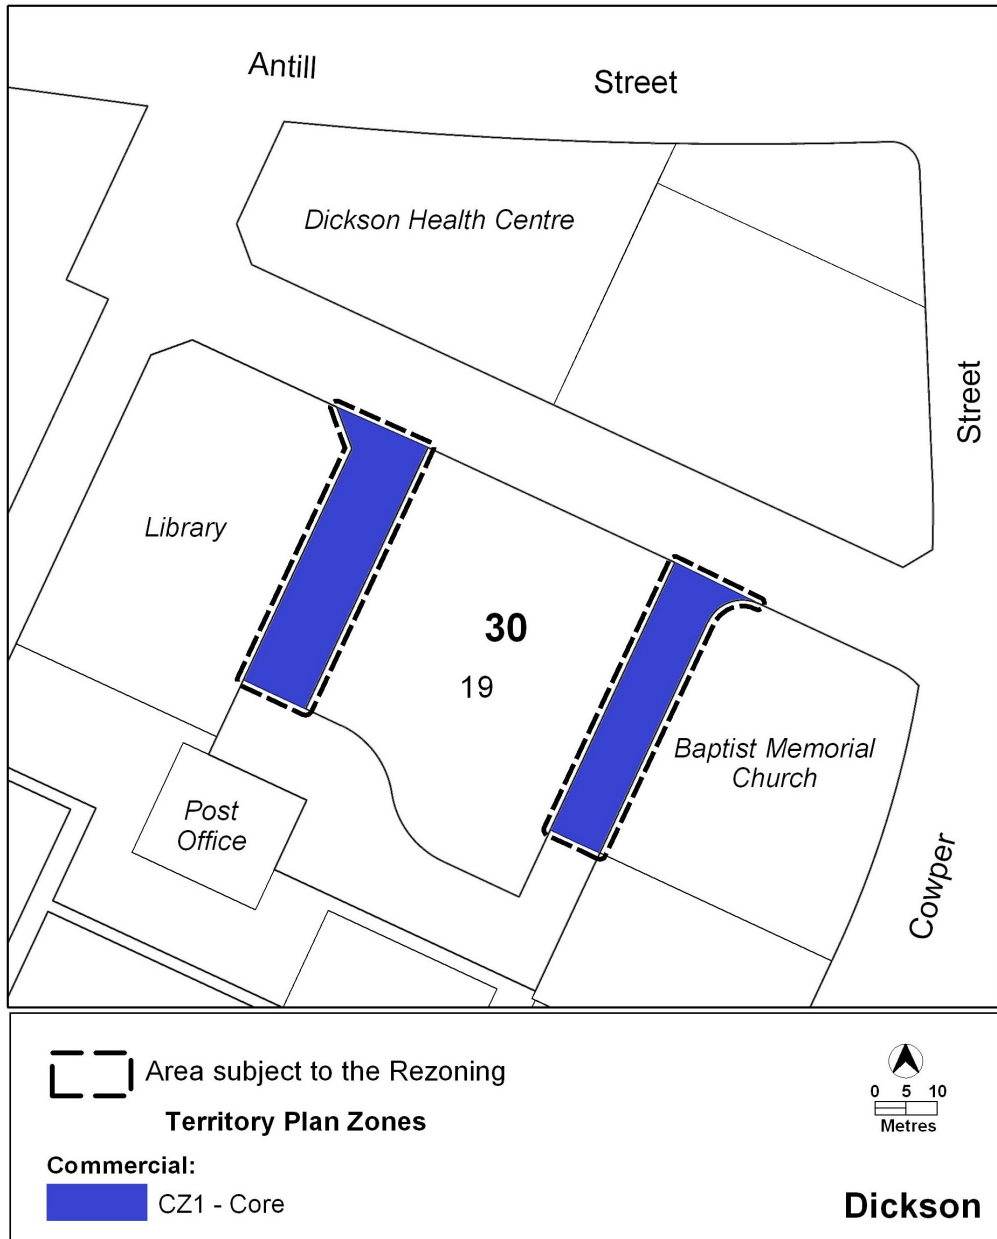 Antill
Street
Dickson Health Centre
Street
Library
30
19
Baptist Memorial
Church
Post
Office
Cowper
Area subject to the Rezoning
Territory Plan Zones
Commercial:
CZ1 - Core
0 5 10
Metres
Dickson